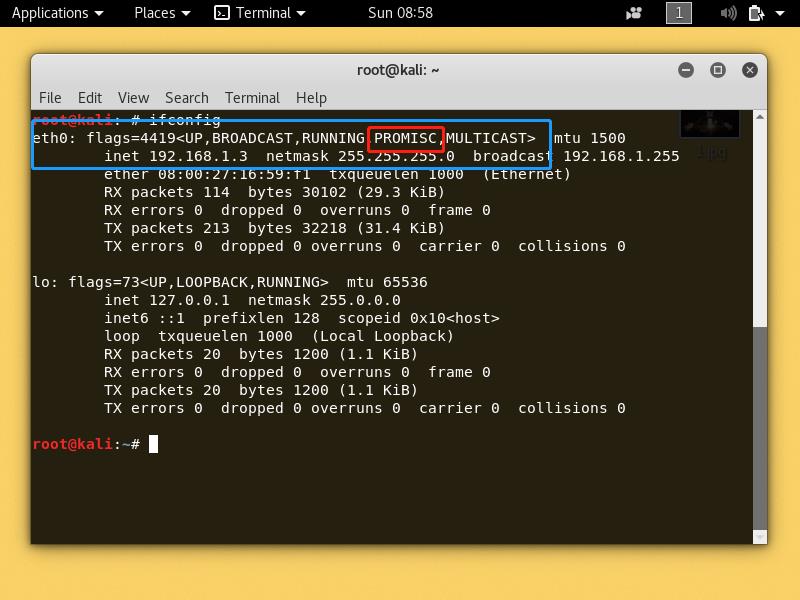 Applications Places Terminal Sun 08:58 1
root@kali: ~
File Edit View Search Terminal Help
root@kali:~# ifconfig
eth0: flags=4419<UP,BROADCAST,RUNNING,PROMISC,MULTICAST> mtu 1500
inet 192.168.1.3 netmask 255.255.255.0 broadcast 192.168.1.255
1.jpg
ether 08:00:27:16:59:f1 txqueuelen 1000 (Ethernet)
RX packets 114 bytes 30102 (29.3 KiB)
RX errors 0 dropped 0 overruns 0 frame 0
TX packets 213 bytes 32218 (31.4 KiB)
TX errors 0 dropped 0 overruns 0 carrier 0 collisions 0
lo: flags=73<UP,LOOPBACK,RUNNING> mtu 65536
inet 127.0.0.1 netmask 255.0.0.0
inet6 ::1 prefixlen 128 scopeid 0x10<host>
loop txqueuelen 1000 (Local Loopback)
RX packets 20 bytes 1200 (1.1 KiB)
RX errors 0 dropped 0 overruns 0 frame 0
TX packets 20 bytes 1200 (1.1 KiB)
TX errors 0 dropped 0 overruns 0 carrier 0 collisions 0
root@kali:~#